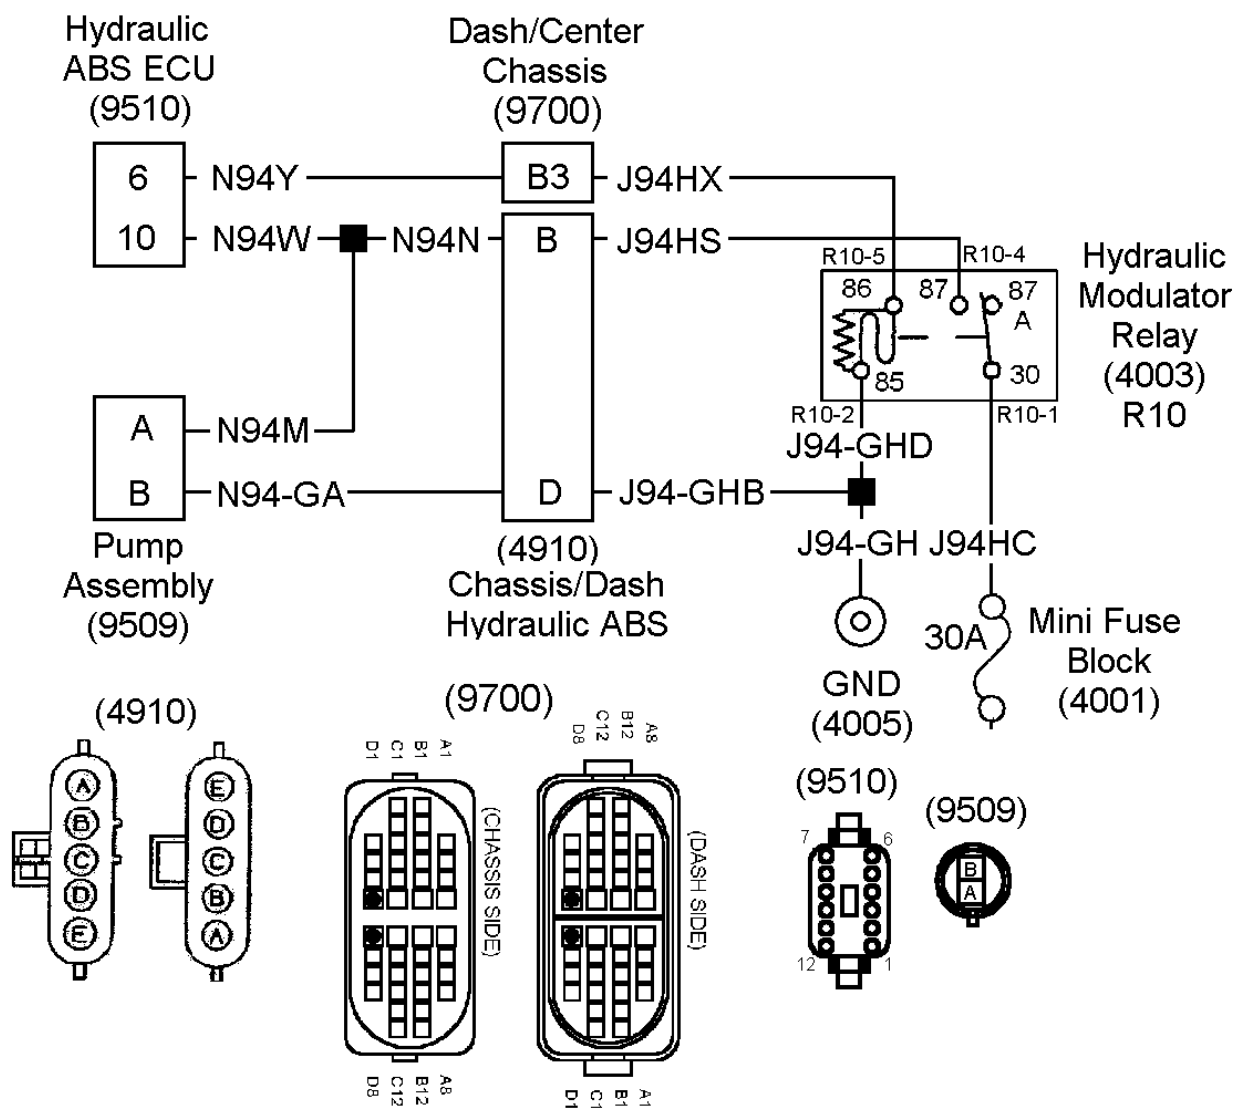 Hydraulic
ABS ECU
(9510)
Dash/Center
Chassis
(9700)
6
N94Y
B3
J94HX
10
N94W
N94N
B
J94HS
R10-5
R10-4
86
87
87
A
85
30
R10-2
R10-1
Hydraulic
Modulator
Relay
(4003)
R10
A
N94M
B
N94-GA
D
J94-GHB
J94-GHD
J94-GH
J94HC
Pump
Assembly
(9509)
(4910)
Chassis/Dash
Hydraulic ABS
30A
Mini Fuse
Block
(4001)
GND
(4005)
(4910)
A
B
C
D
E
E
D
C
B
A
(9700)
D1
C1
B1
A1
(CHASSIS SIDE)
D8
C12
B12
A8
D8
C12
B12
A8
(DASH SIDE)
D1
C1
B1
A1
(9510)
7
6
12
1
(9509)
B
A